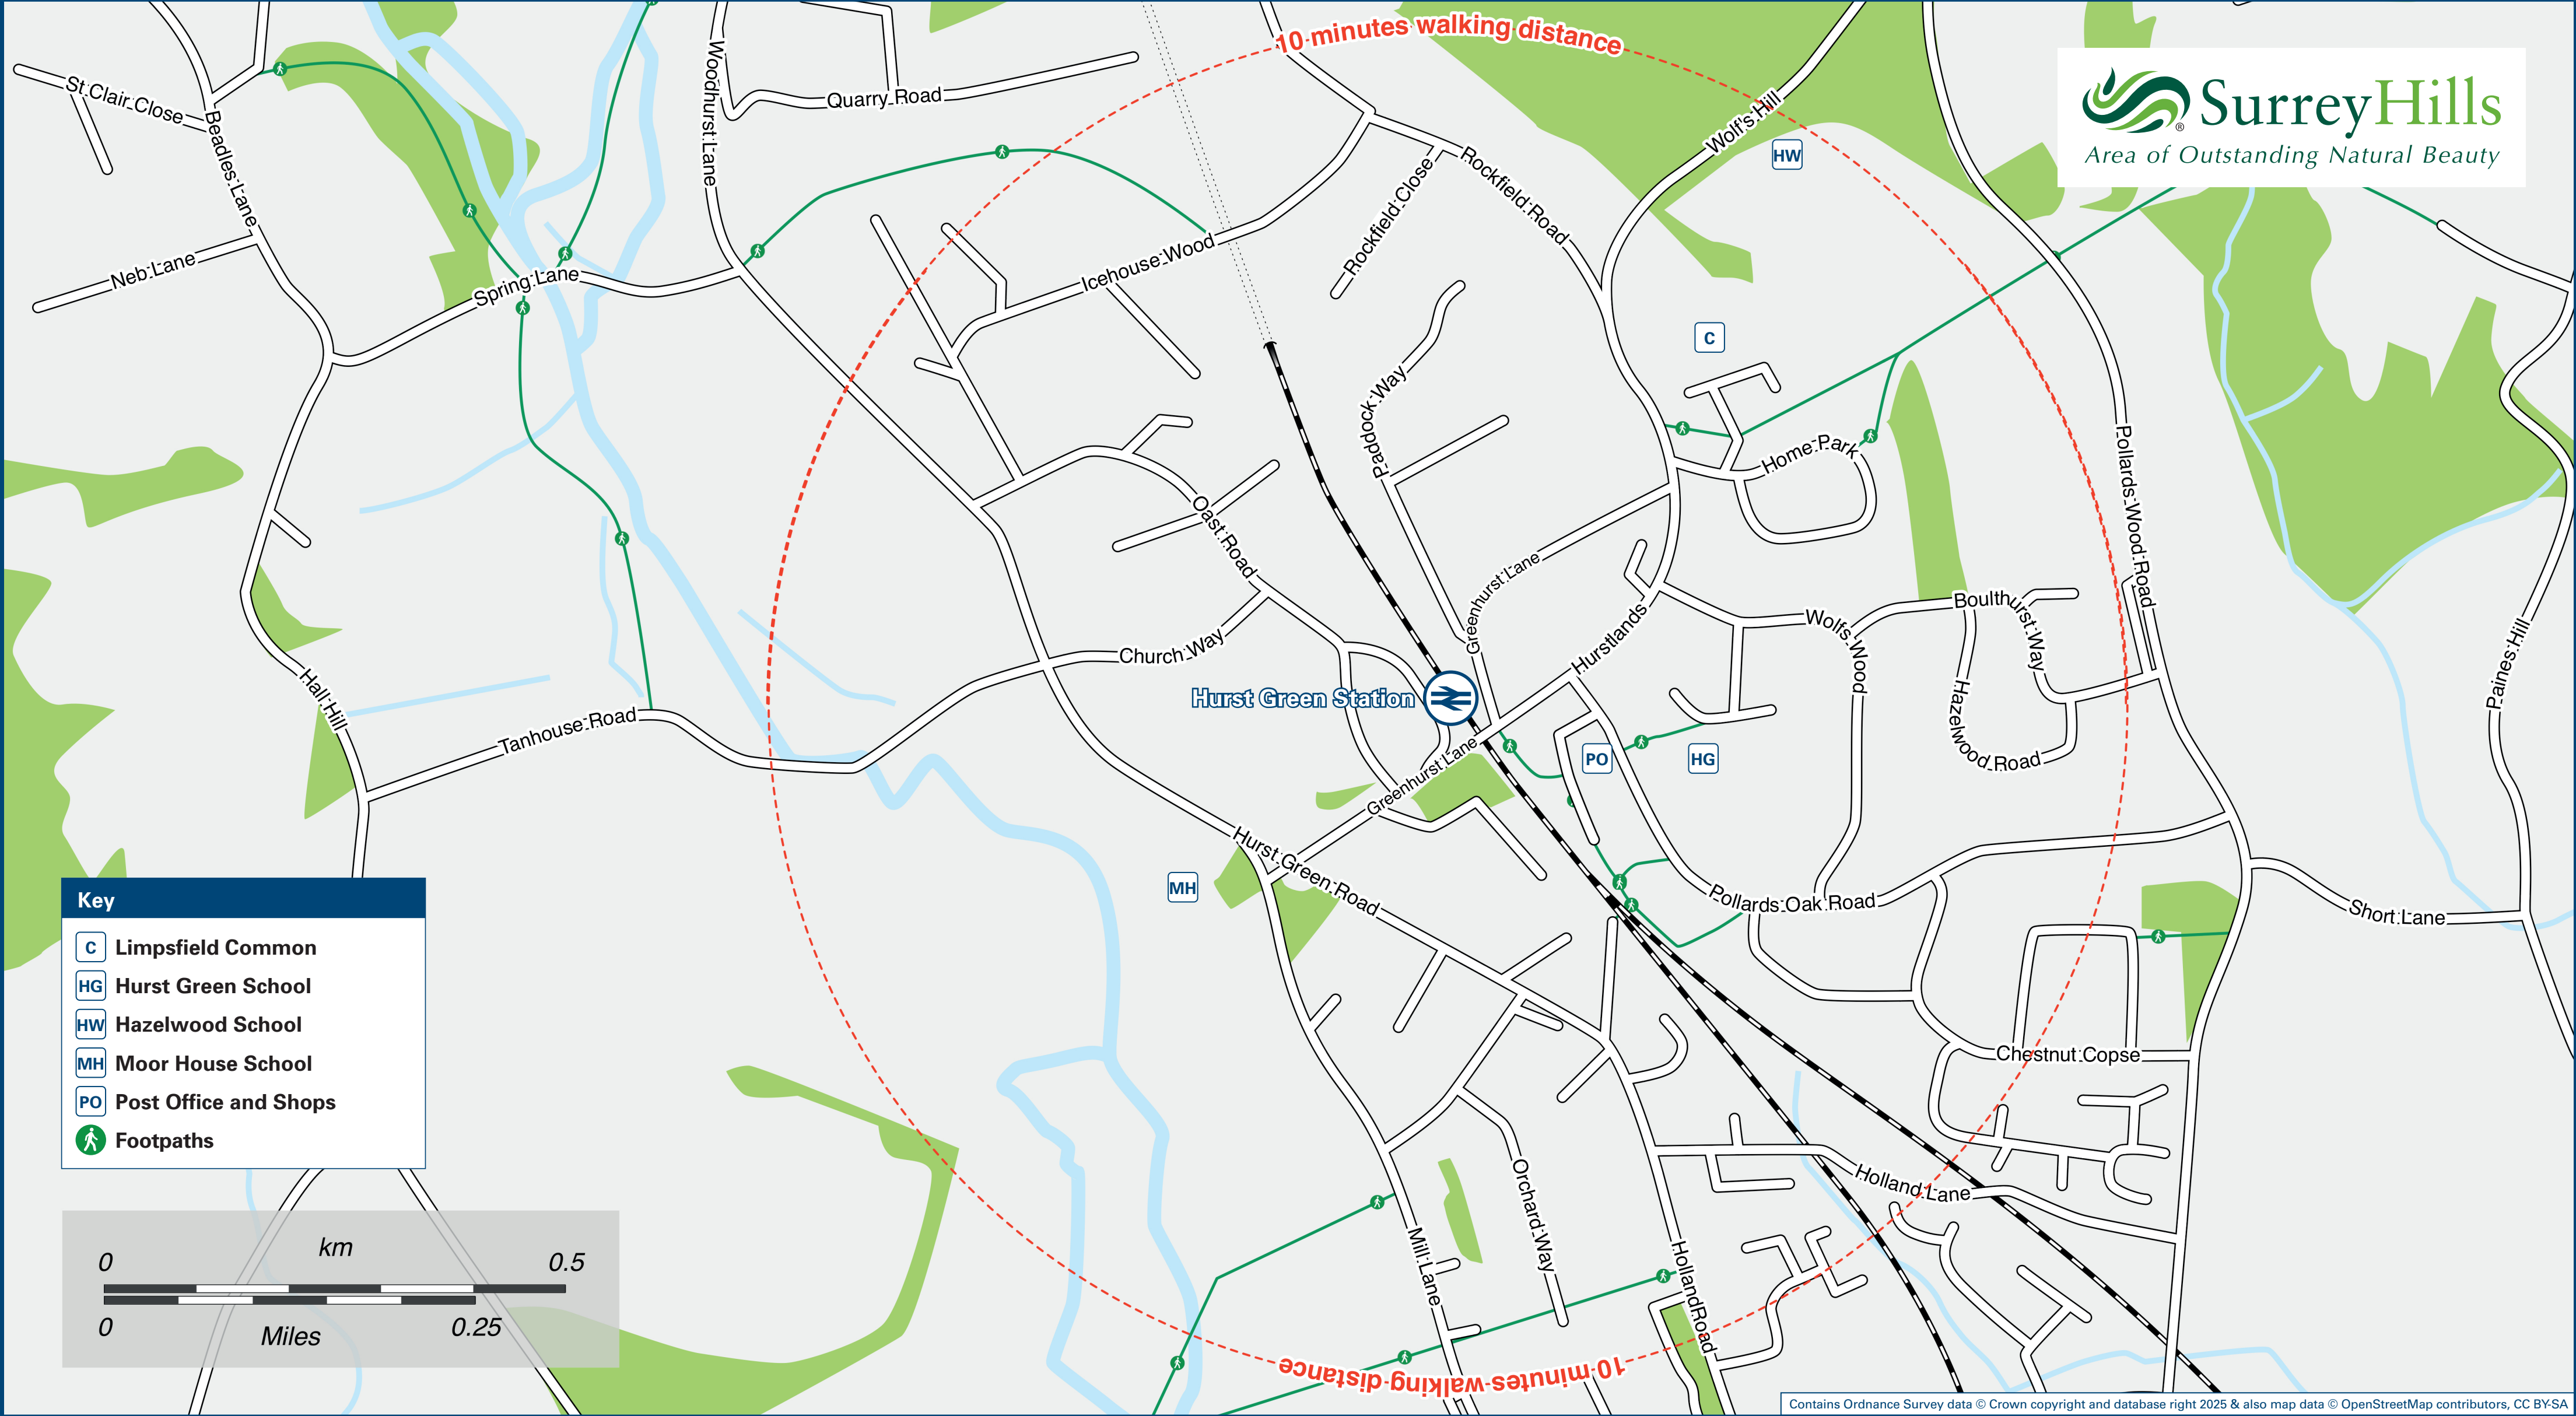 10 minutes walking distance
SurreyHills
®
Area of Outstanding Natural Beauty
St Clair Close
Beadles Lane
Woodhurst Lane
Quarry Road
Wolf's Hill
HW
Rockfield Close
Rockfield Road
Neb Lane
Spring Lane
Icehouse Wood
C
Paddock Way
Home Park
Pollards Wood Road
Oast Road
Greenhurst Lane
Hurstlands
Wolfs Wood
Boulthurst Way
Church Way
Hazelwood Road
Paines Hill
Hall Hill
Tanhouse Road
Hurst Green Station
Greenhurst Lane
PO
HG
Hurst Green Road
MH
Pollards Oak Road
Short Lane
Chestnut Copse
Orchard Way
Holland Lane
Mill Lane
Holland Road
10 minutes walking distance
Key
C Limpsfield Common
HG Hurst Green School
HW Hazelwood School
MH Moor House School
PO Post Office and Shops
Footpaths
km
0 0.5
0 0.25
Miles
Contains Ordnance Survey data © Crown copyright and database right 2025 & also map data © OpenStreetMap contributors, CC BY-SA